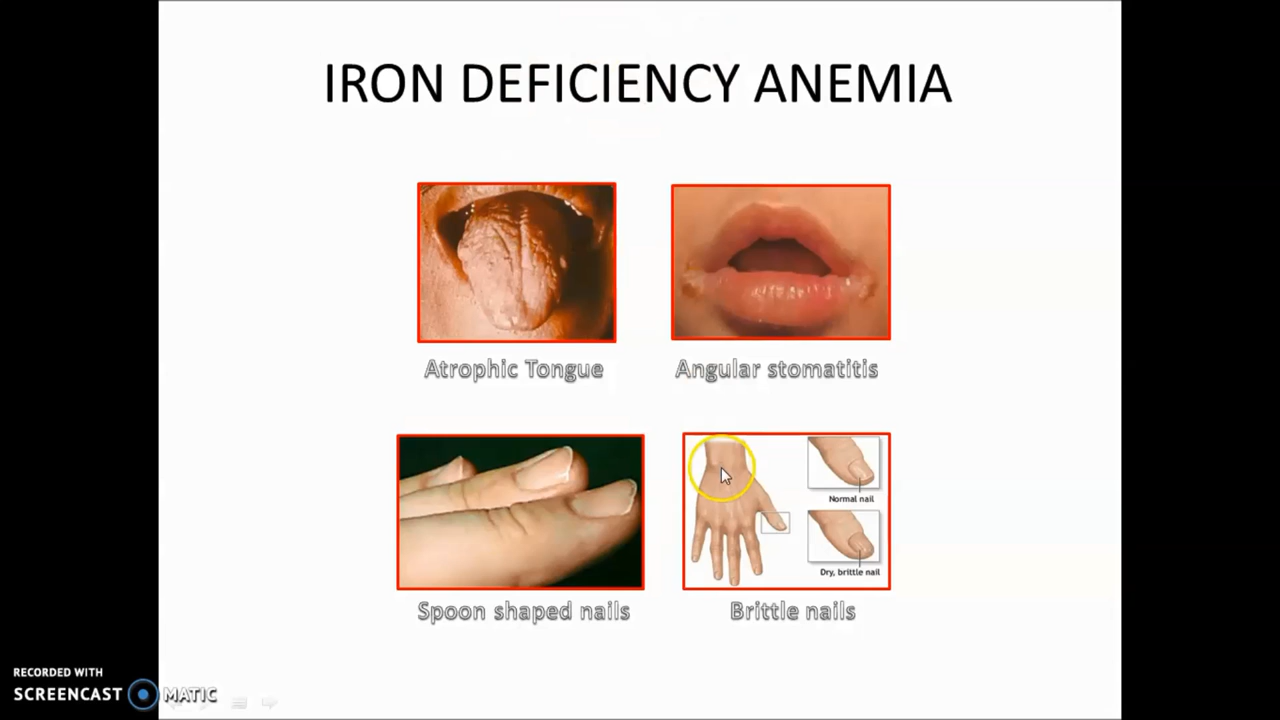 IRON DEFICIENCY ANEMIA
Atrophic Tongue
Angular stomatitis
Normal nail
Dry, brittle nail
Spoon shaped nails
Brittle nails
RECORDED WITH
SCREENCAST MATIC